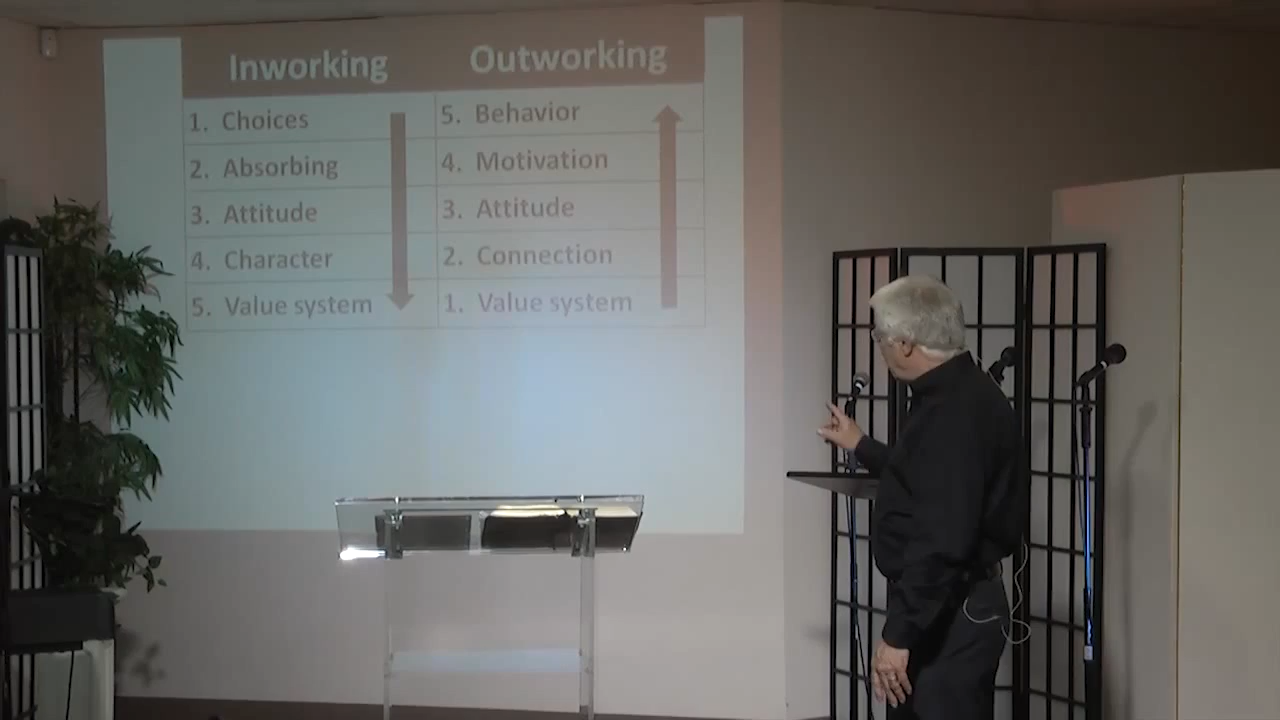 Inworking Outworking
1. Choices 5. Behavior
2. Absorbing 4. Motivation
3. Attitude 3. Attitude
4. Character 2. Connection
5. Value system 1. Value system